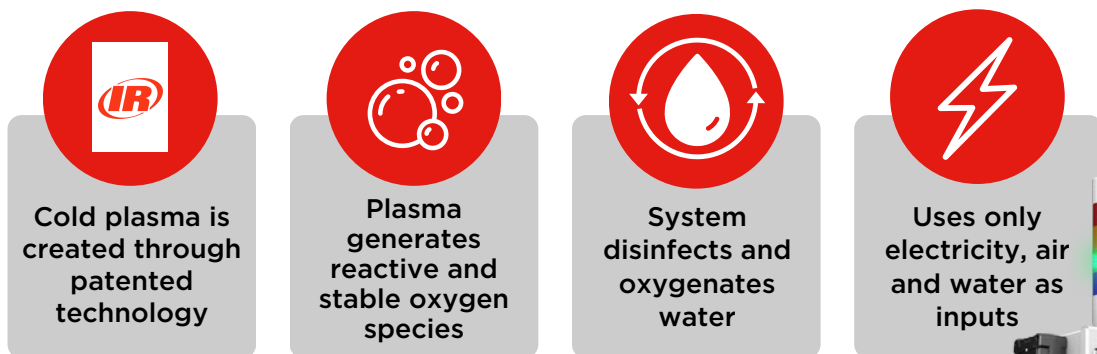 IR
Cold plasma is
created through
patented
technology
Plasma
generates
reactive and
stable oxygen
species
System
disinfects and
oxygenates
water
Uses only
electricity, air
and water as
inputs